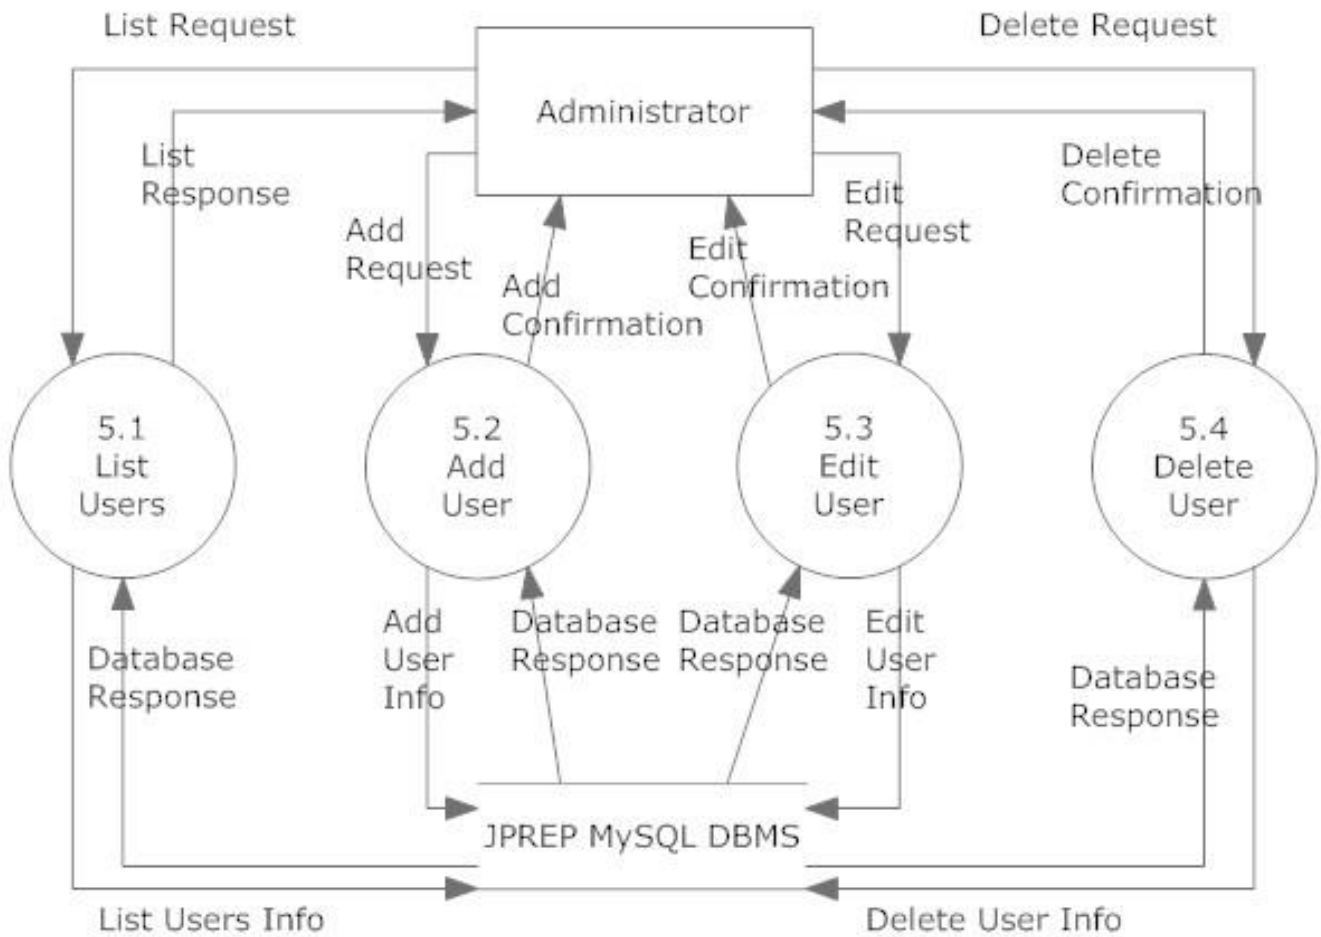 List Request
Delete Request
Administrator
List
Response
Delete
Confirmation
Add
Request
Edit
Request
Add
Confirmation
Edit
Confirmation
5.1
List
Users
5.2
Add
User
5.3
Edit
User
5.4
Delete
User
Database
Response
Add
User
Info
Database
Response
Database
Response
Edit
User
Info
Database
Response
JPREP MySQL DBMS
List Users Info
Delete User Info